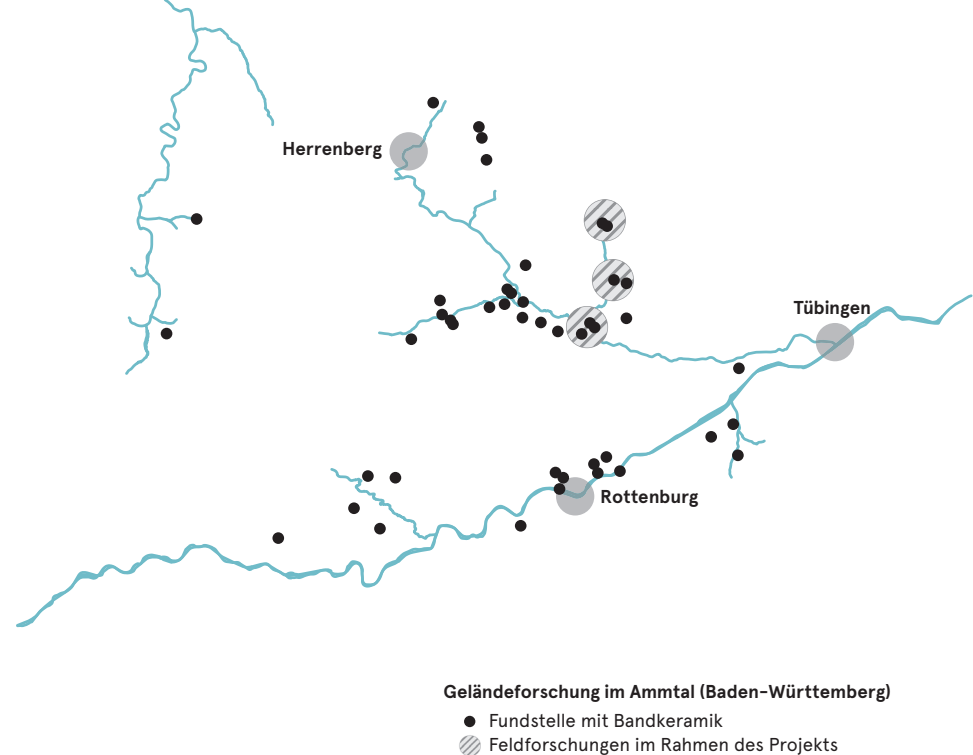 Herrenberg
Tübingen
Rottenburg
Geländeforschung im Ammtal (Baden-Württemberg)
Fundstelle mit Bandkeramik
Feldforschungen im Rahmen des Projekts